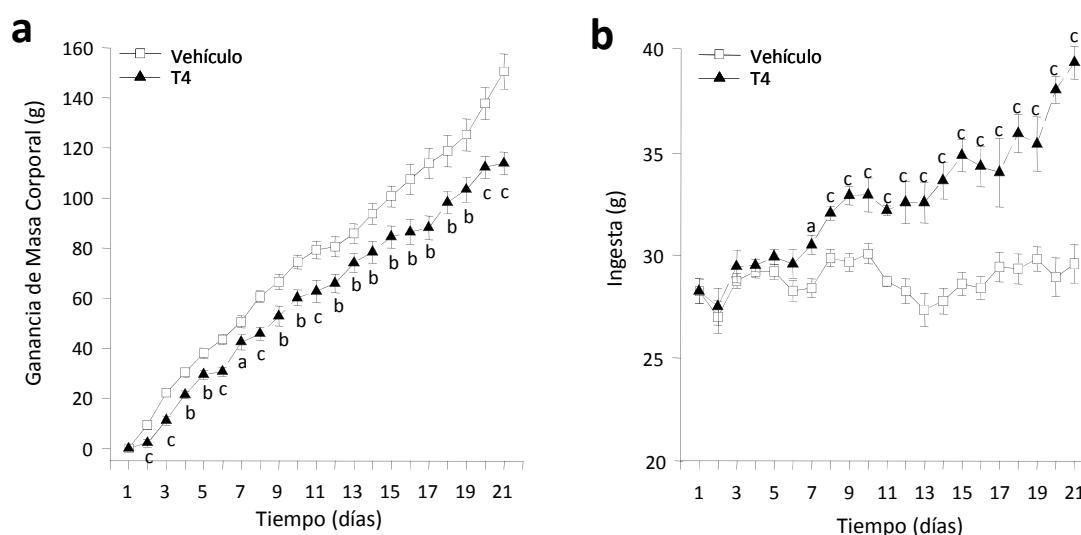 a
Vehículo
T4
Ganancia de Masa Corporal (g)
160
140
120
100
80
60
40
20
0
c
c
b
b
c
a
c
b
b
c
b
b
b
b
b
b
b
b
c
c
1 3 5 7 9 11 13 15 17 19 21
Tiempo (días)
b
Vehículo
T4
Ingesta (g)
40
35
30
25
20
a
c
c
c
c
c
c
c
c
c
c
c
c
c
c
1 3 5 7 9 11 13 15 17 19 21
Tiempo (días)